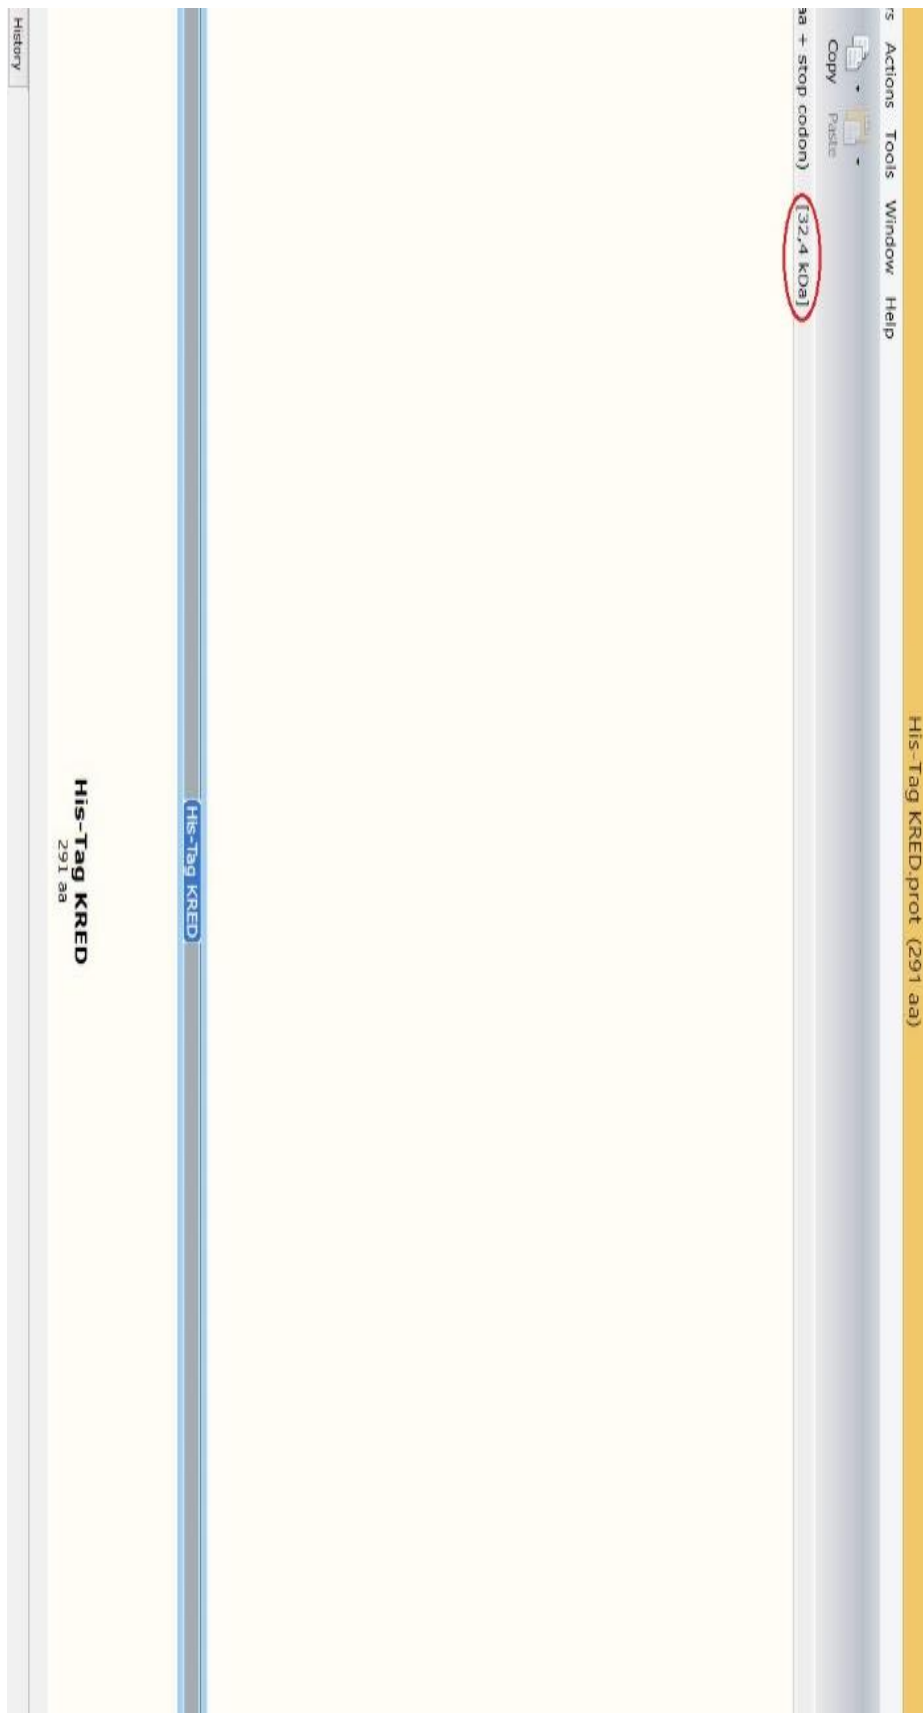 His-Tag KRED.prot (291 aa)
rs Actions Tools Window Help
Copy Paste
aa + stop codon) [32,4 kDa]
His-Tag KRED
His-Tag KRED
291 aa
History